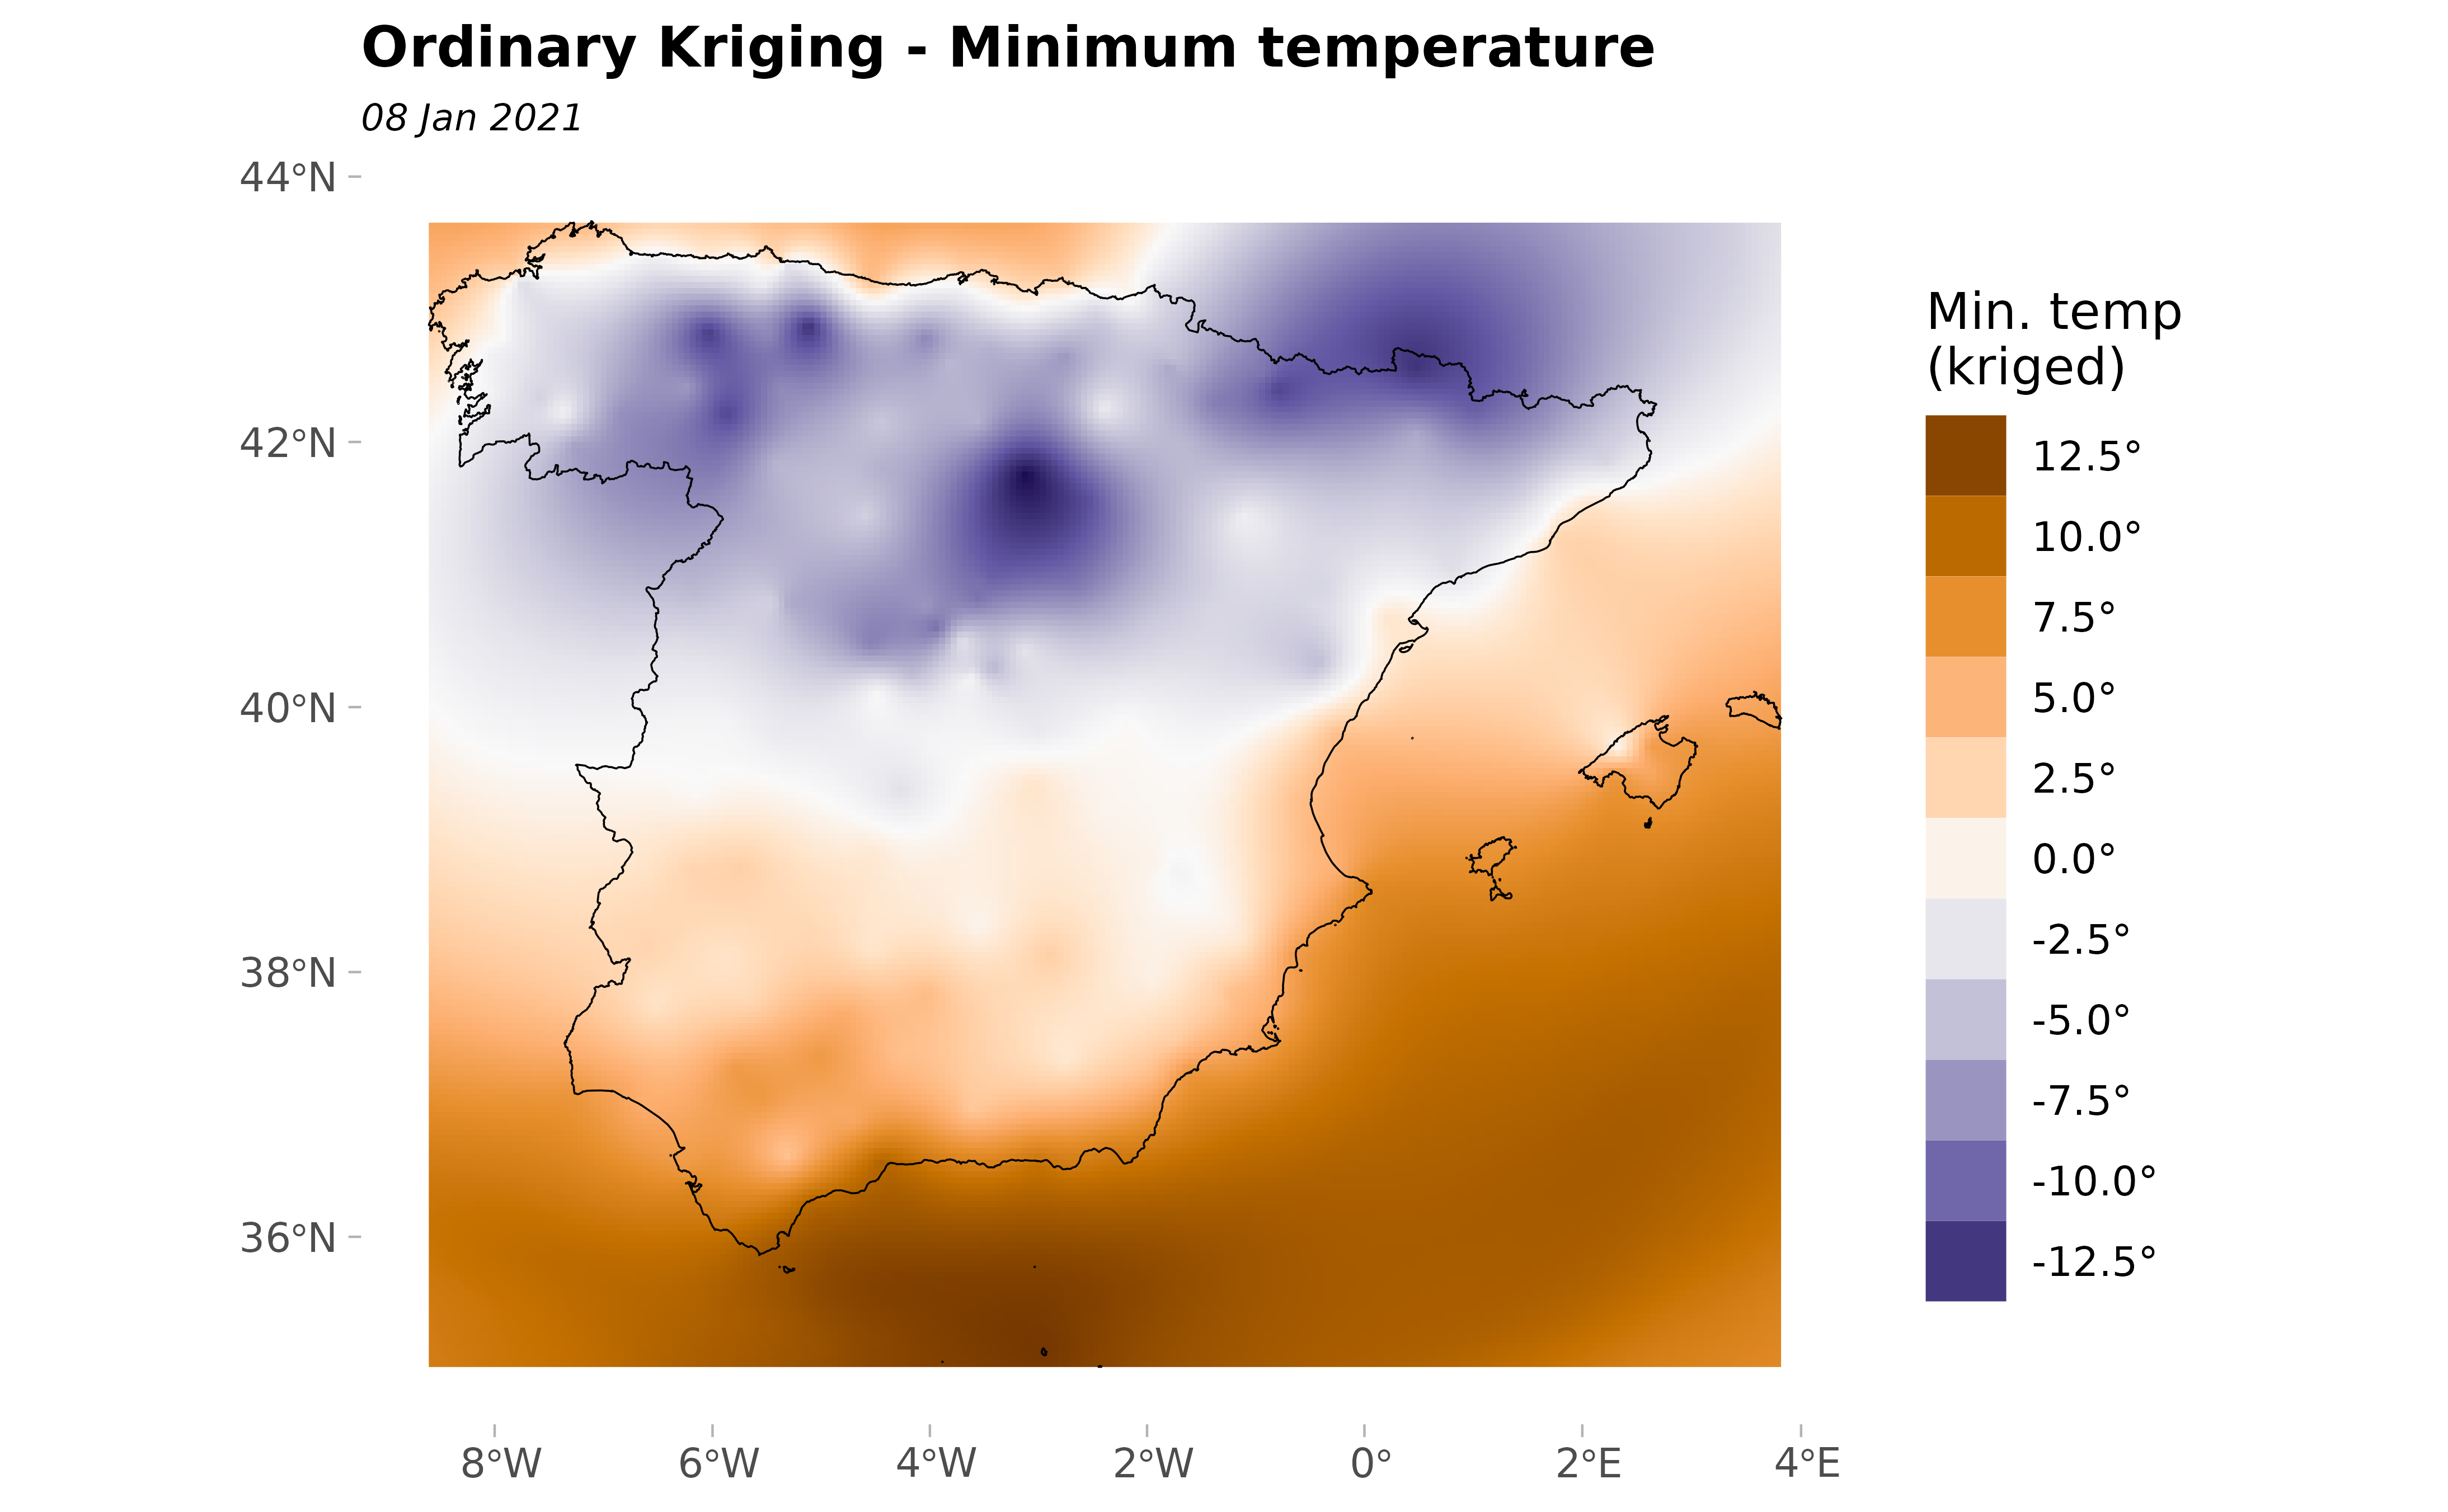 Ordinary Kriging - Minimum temperature
08 Jan 2021
44°N
42°N
40°N
38°N
36°N
8°W 6°W 4°W 2°W 0° 2°E 4°E
Min. temp
(kriged)
12.5°
10.0°
7.5°
5.0°
2.5°
0.0°
-2.5°
-5.0°
-7.5°
-10.0°
-12.5°